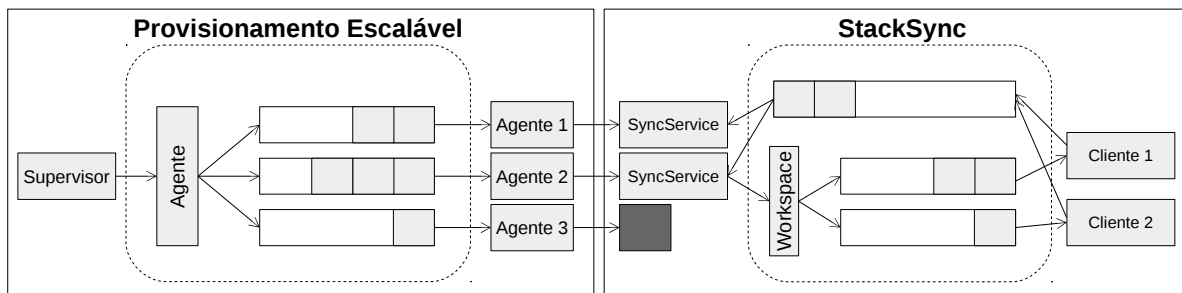 Provisionamento Escalável
Supervisor
Agente
Agente 1
Agente 2
Agente 3
StackSync
SyncService
SyncService
Workspace
Cliente 1
Cliente 2